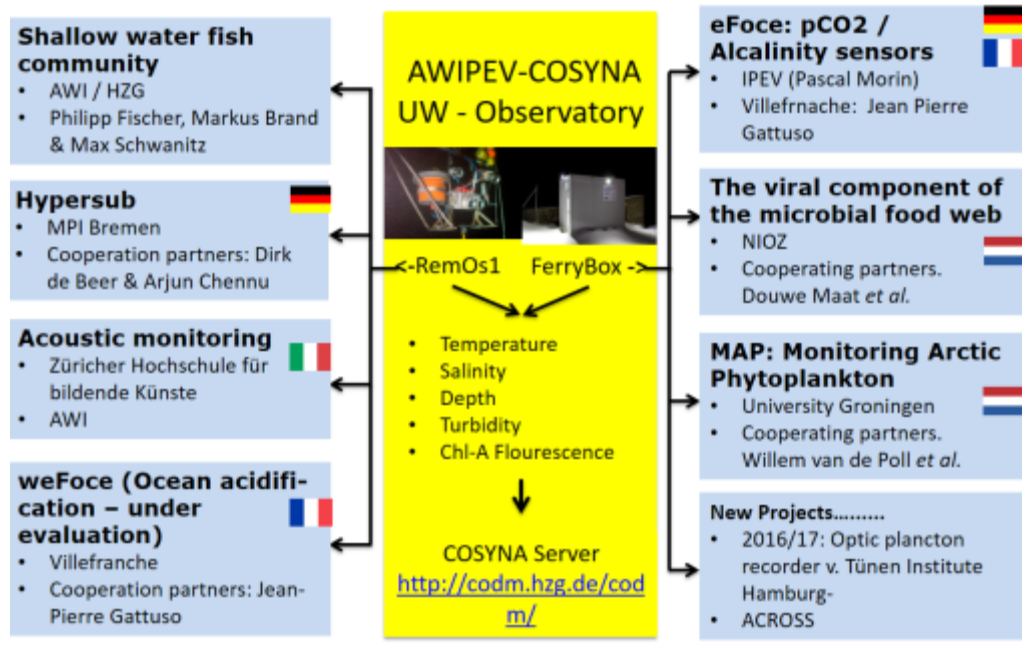 Shallow water fish
community
• AWI / HZG
• Philipp Fischer, Markus Brand
& Max Schwanitz
Hypersub
• MPI Bremen
• Cooperation partners: Dirk
de Beer & Arjun Chennu
Acoustic monitoring
• Züricher Hochschule für
bildende Künste
• AWI
weFoce (Ocean acidifi-
cation – under
evaluation)
• Villefranche
• Cooperation partners: Jean-
Pierre Gattuso
AWIPEV-COSYNA
UW - Observatory
<-RemOs1 FerryBox ->
• Temperature
• Salinity
• Depth
• Turbidity
• Chl-A Flourescence
COSYNA Server
http://codm.hzg.de/cod
m/
eFoce: pCO2 /
Alcalinity sensors
• IPEV (Pascal Morin)
• Villefrnache: Jean Pierre
Gattuso
The viral component of
the microbial food web
• NIOZ
• Cooperating partners.
Douwe Maat et al.
MAP: Monitoring Arctic
Phytoplankton
• University Groningen
• Cooperating partners.
Willem van de Poll et al.
New Projects.........
• 2016/17: Optic plancton
recorder v. Tünen Institute
Hamburg-
• ACROSS